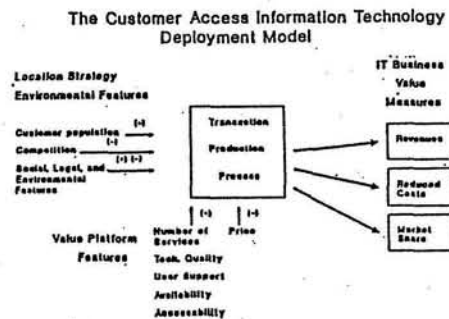 The Customer Access Information Technology
Deployment Model
Location Strategy
Environmental Features
IT Business
Value
Measures
Customer population (-)
Competition (-)
Social, Legal, and (+) (-)
Environmental
Features
Transaction
Production
Process
Revenues
Reduced
Costs
Market
Share
(-) (-)
Value Platform
Features
Number of
Services
Price
Tech. Quality
User Support
Availability
Assessability